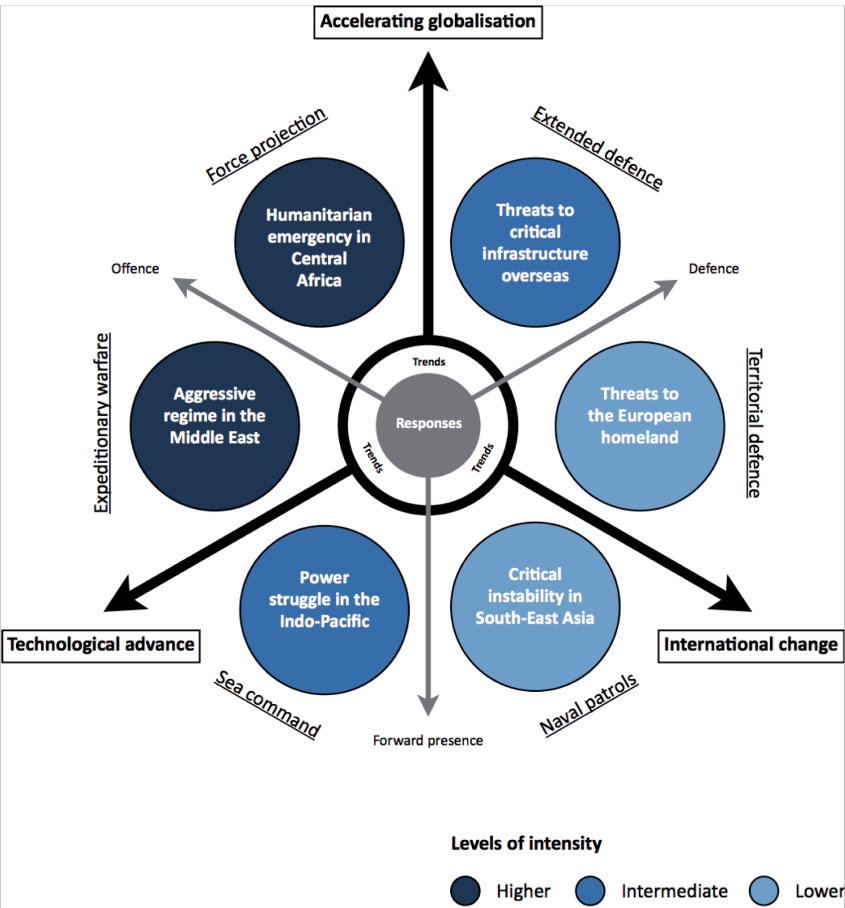 Accelerating globalisation
Force projection
Extended defence
Humanitarian
emergency in
Central
Africa
Threats to
critical
infrastructure
overseas
Offence
Defence
Trends
Expeditionary warfare
Aggressive
regime in the
Middle East
Responses
Threats to
the European
homeland
Territorial defence
Trends
Trends
Power
struggle in the
Indo-Pacific
Critical
instability in
South-East Asia
Technological advance
International change
Sea command
Naval patrols
Forward presence
Levels of intensity
Higher
Intermediate
Lower